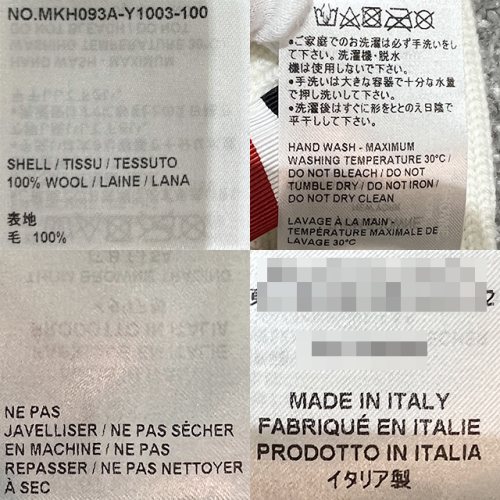 NO.MKH093A-Y1003-100
SHELL / TISSU / TESSUTO
100% WOOL / LAINE / LANA
表地
毛 100%
●ご家庭でのお洗濯は必ず手洗いをし
て下さい。洗濯機・脱水
機は使用しないで下さい。
●手洗いは大きな容器で十分な水量
で押し洗いして下さい。
●洗濯後はすぐに形をととのえ日陰で
平干しして下さい。
HAND WASH - MAXIMUM
WASHING TEMPERATURE 30°C /
DO NOT BLEACH / DO NOT
TUMBLE DRY / DO NOT IRON /
DO NOT DRY CLEAN
LAVAGE À LA MAIN -
TEMPÉRATURE MAXIMALE DE
LAVAGE 30°C
NE PAS
JAVELLISER / NE PAS SÉCHER
EN MACHINE / NE PAS
REPASSER / NE PAS NETTOYER
À SEC
MADE IN ITALY
FABRIQUÉ EN ITALIE
PRODOTTO IN ITALIA
イタリア製